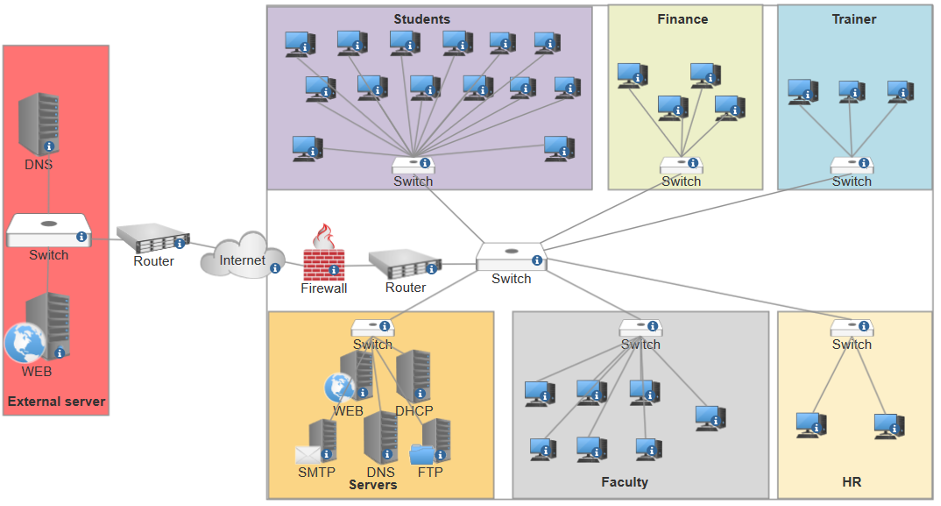 Students
Finance
Trainer
DNS
Switch
WEB
External server
Router
Internet
Firewall
Router
Switch
Switch
Switch
Switch
Switch
WEB
DHCP
SMTP
DNS
FTP
Servers
Switch
Faculty
Switch
HR